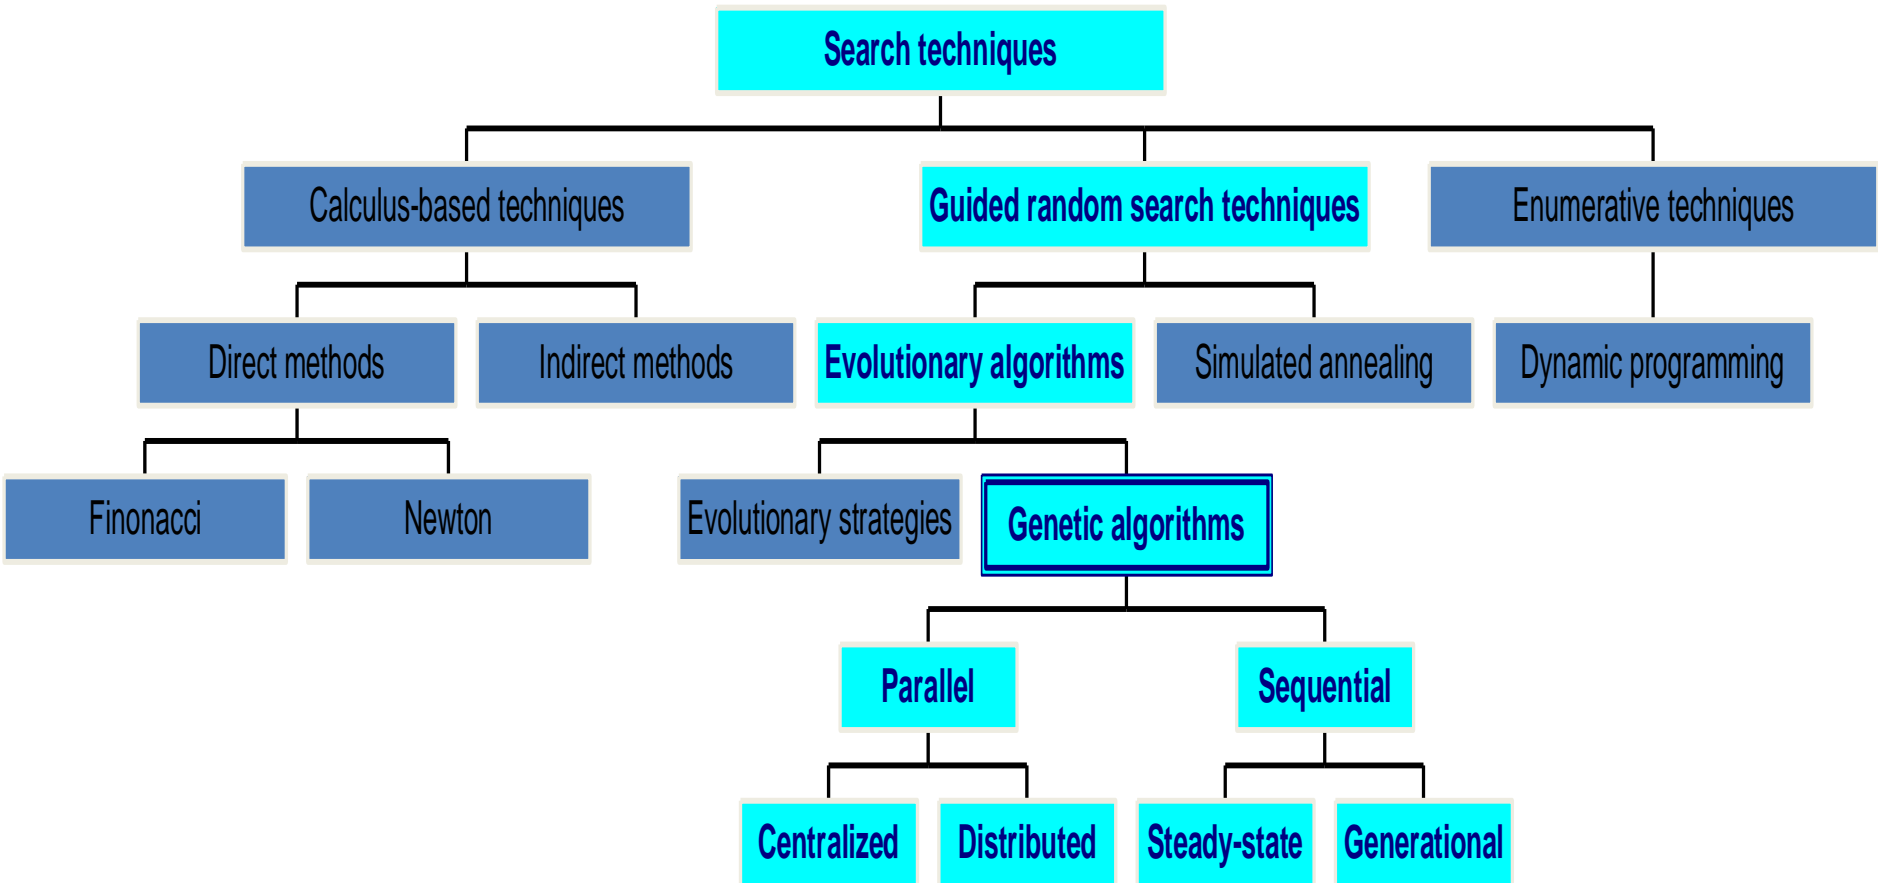 Search techniques
Calculus-based techniques
Guided random search techniques
Enumerative techniques
Direct methods
Indirect methods
Evolutionary algorithms
Simulated annealing
Dynamic programming
Finonacci
Newton
Evolutionary strategies
Genetic algorithms
Parallel
Sequential
Centralized
Distributed
Steady-state
Generational